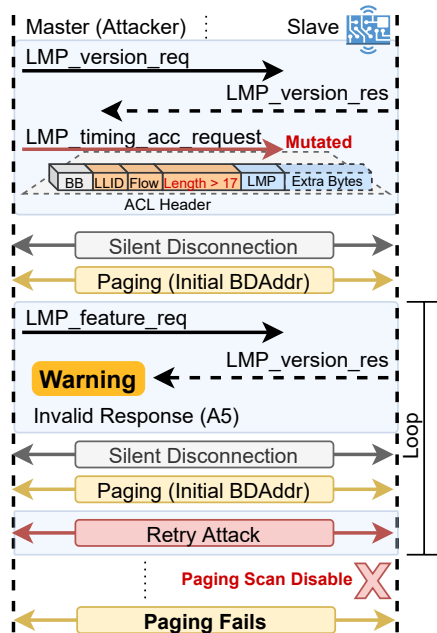 Master (Attacker) Slave
LMP_version_req
LMP_version_res
LMP_timing_acc_request Mutated
BB LLID Flow Length > 17 LMP Extra Bytes
ACL Header
Silent Disconnection
Paging (Initial BDAddr)
LMP_feature_req
LMP_version_res
Warning
Invalid Response (A5)
Silent Disconnection
Paging (Initial BDAddr)
Loop
Retry Attack
Paging Scan Disable
Paging Fails